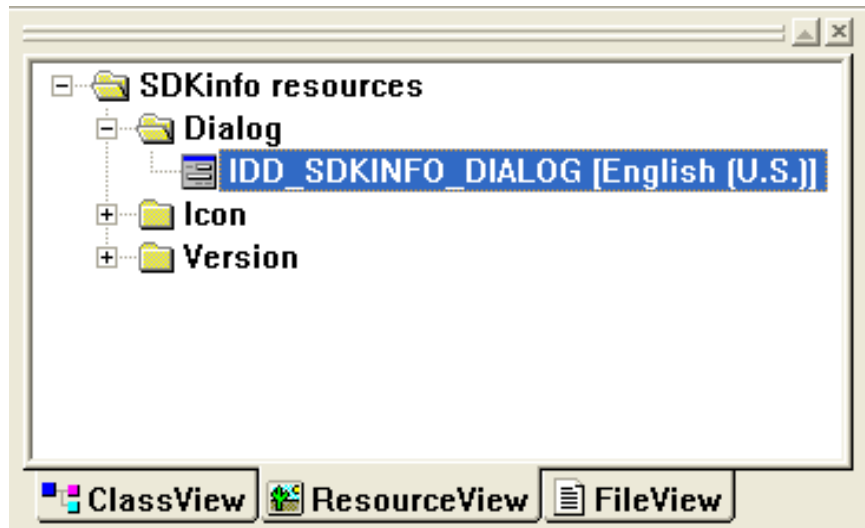 SDKinfo resources
Dialog
IDD_SDKINFO_DIALOG [English (U.S.)]
Icon
Version
ClassView ResourceView FileView